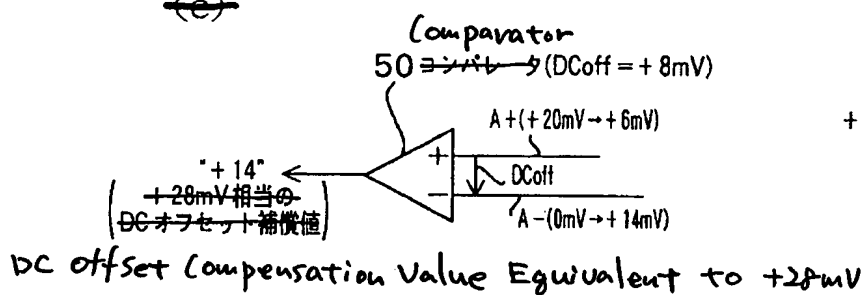 (e)
Comparator
50 コンパレータ (DCoff = + 8mV)
A+(+ 20mV→+ 6mV)
+
"+ 14"
+
DCoff
−
+ 28mV相当の
DCオフセット補償値
A−(0mV→+ 14mV)
DC offset Compensation Value Equivalent to +28mV